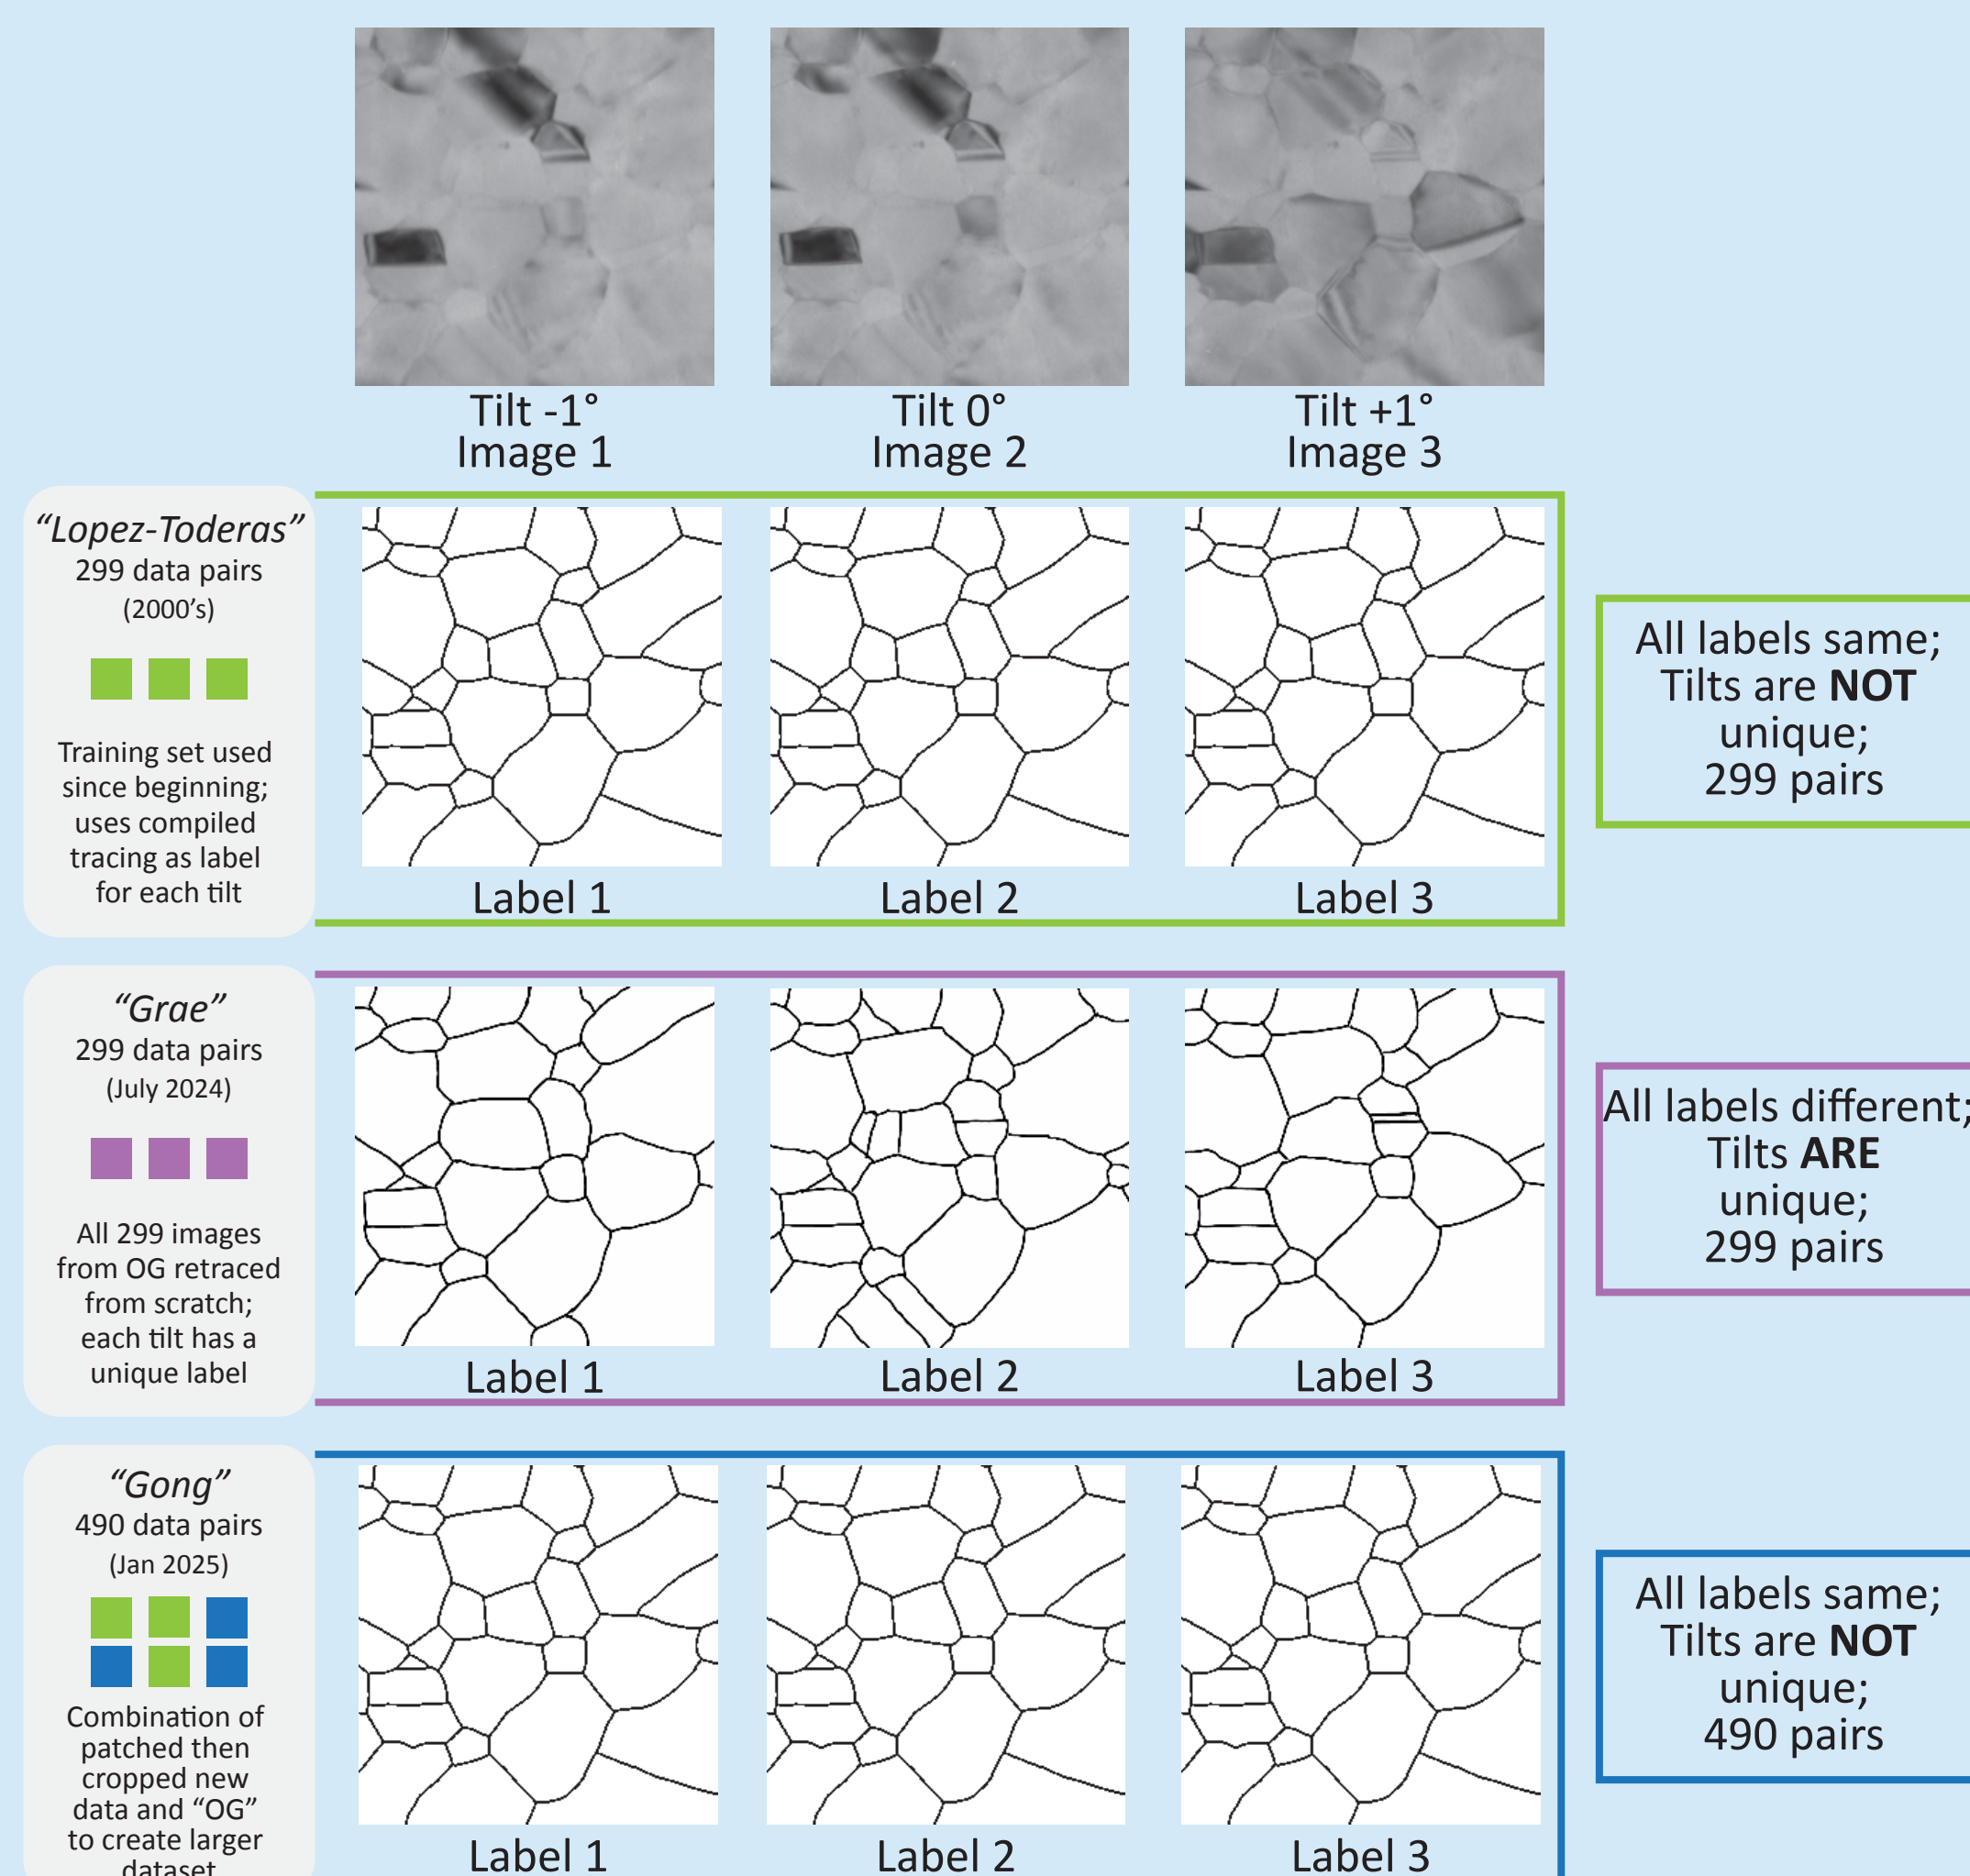 Tilt -1°
Image 1
Tilt 0°
Image 2
Tilt +1°
Image 3
“Lopez-Toderas”
299 data pairs
(2000’s)
Training set used
since beginning;
uses compiled
tracing as label
for each tilt
Label 1
Label 2
Label 3
All labels same;
Tilts are NOT
unique;
299 pairs
“Grae”
299 data pairs
(July 2024)
All 299 images
from OG retraced
from scratch;
each tilt has a
unique label
Label 1
Label 2
Label 3
All labels different;
Tilts ARE
unique;
299 pairs
“Gong”
490 data pairs
(Jan 2025)
Combination of
patched then
cropped new
data and “OG”
to create larger
dataset
Label 1
Label 2
Label 3
All labels same;
Tilts are NOT
unique;
490 pairs